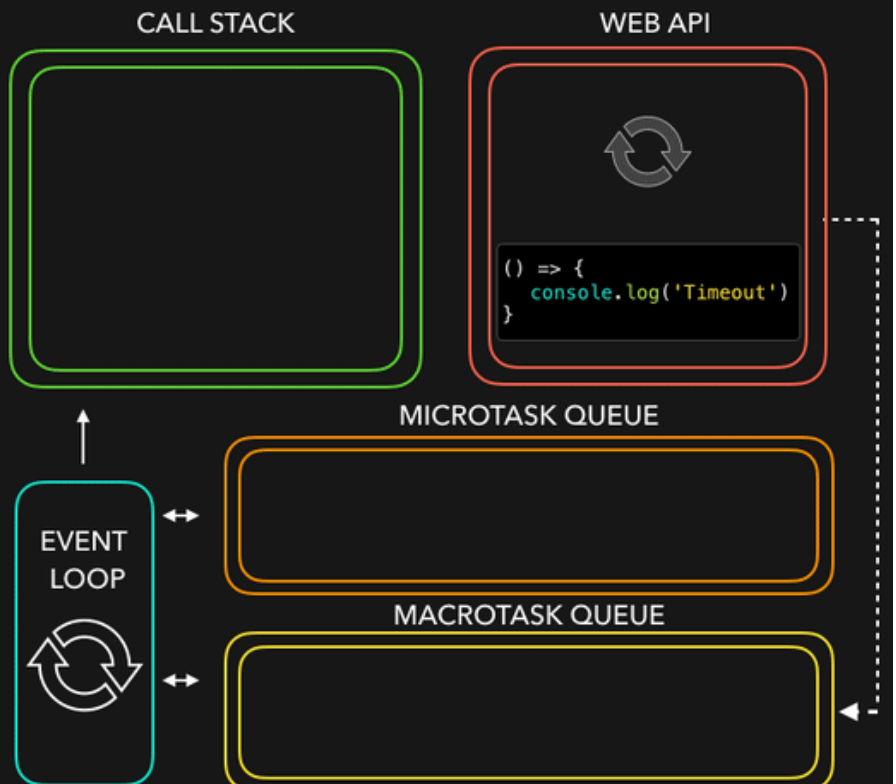 CALL STACK
WEB API
() => {
console.log('Timeout')
}
MICROTASK QUEUE
EVENT
LOOP
MACROTASK QUEUE